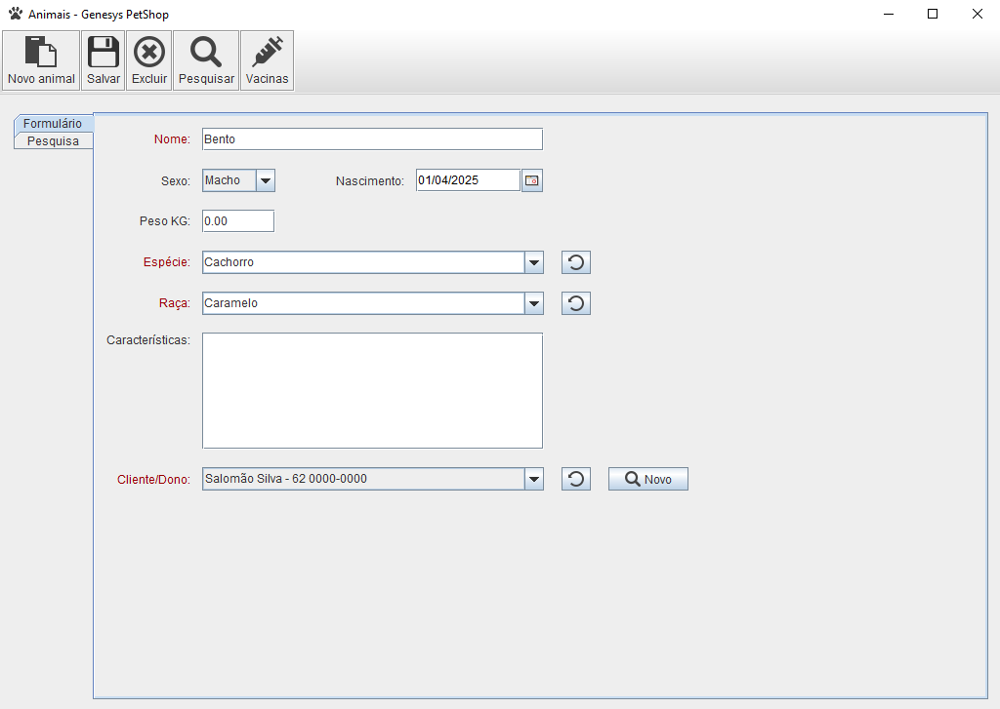 Animais - Genesys PetShop
Novo animal Salvar Excluir Pesquisar Vacinas
Formulário
Pesquisa
Nome: Bento
Sexo: Macho Nascimento: 01/04/2025
Peso KG: 0.00
Espécie: Cachorro
Raça: Caramelo
Características:
Cliente/Dono: Salomão Silva - 62 0000-0000 Novo